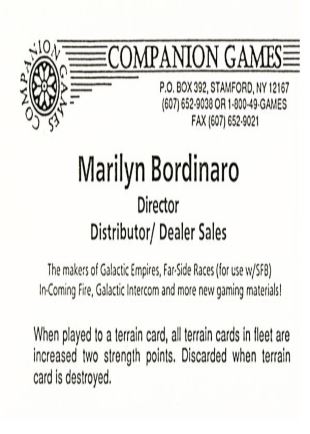 COMPANION GAMES
COMPANION GAMES
P.O. BOX 392, STAMFORD, NY 12167
(607) 652-9038 OR 1-800-49-GAMES
FAX (607) 652-9021
Marilyn Bordinaro
Director
Distributor/ Dealer Sales
The makers of Galactic Empires, Far-Side Races (for use w/SFB)
In-Coming Fire, Galactic Intercom and more new gaming materials!
When played to a terrain card, all terrain cards in fleet are
increased two strength points. Discarded when terrain
card is destroyed.